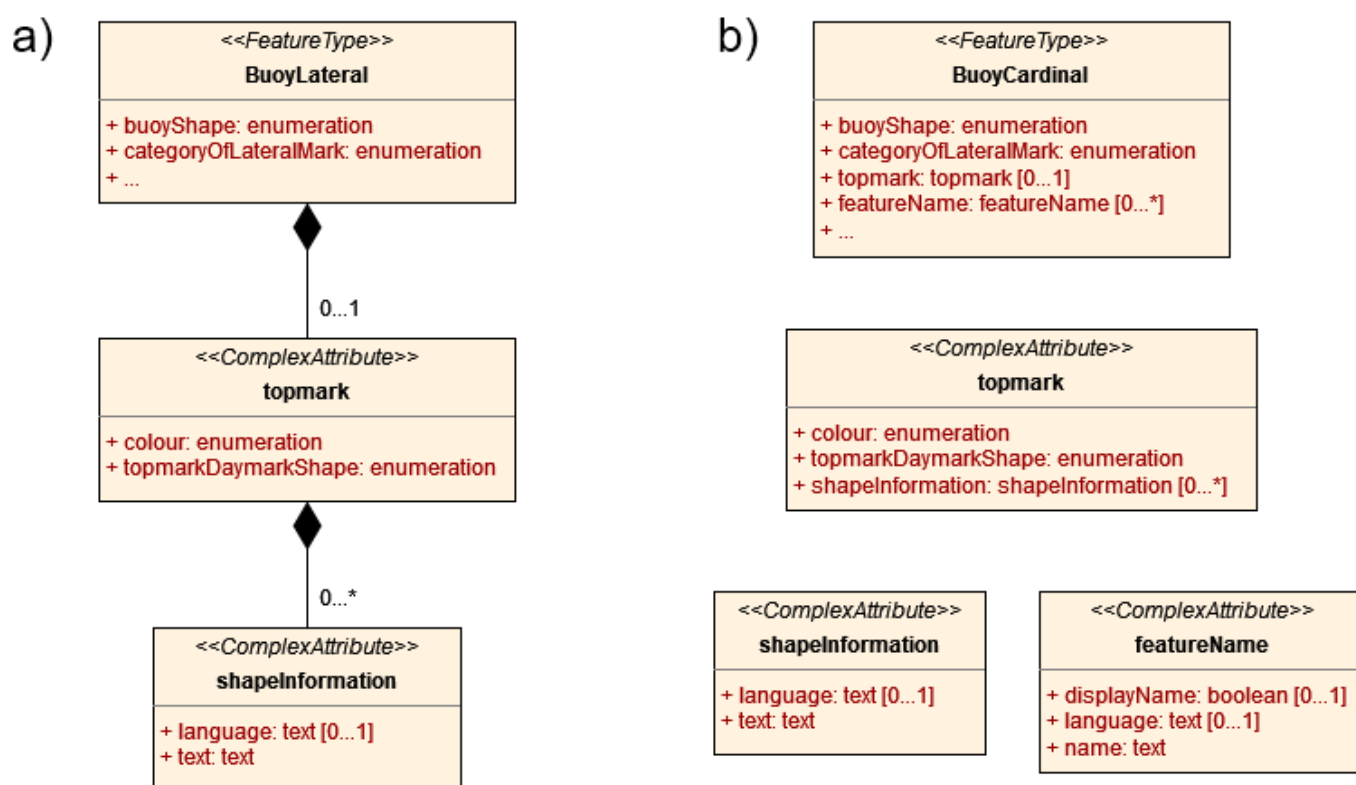 a)
<<FeatureType>>
BuoyLateral
+ buoyShape: enumeration
+ categoryOfLateralMark: enumeration
+ ...
0...1
<<ComplexAttribute>>
topmark
+ colour: enumeration
+ topmarkDaymarkShape: enumeration
0...*
<<ComplexAttribute>>
shapeInformation
+ language: text [0...1]
+ text: text
b)
<<FeatureType>>
BuoyCardinal
+ buoyShape: enumeration
+ categoryOfLateralMark: enumeration
+ topmark: topmark [0...1]
+ featureName: featureName [0...*]
+ ...
<<ComplexAttribute>>
topmark
+ colour: enumeration
+ topmarkDaymarkShape: enumeration
+ shapeInformation: shapeInformation [0...*]
<<ComplexAttribute>>
shapeInformation
+ language: text [0...1]
+ text: text
<<ComplexAttribute>>
featureName
+ displayName: boolean [0...1]
+ language: text [0...1]
+ name: text